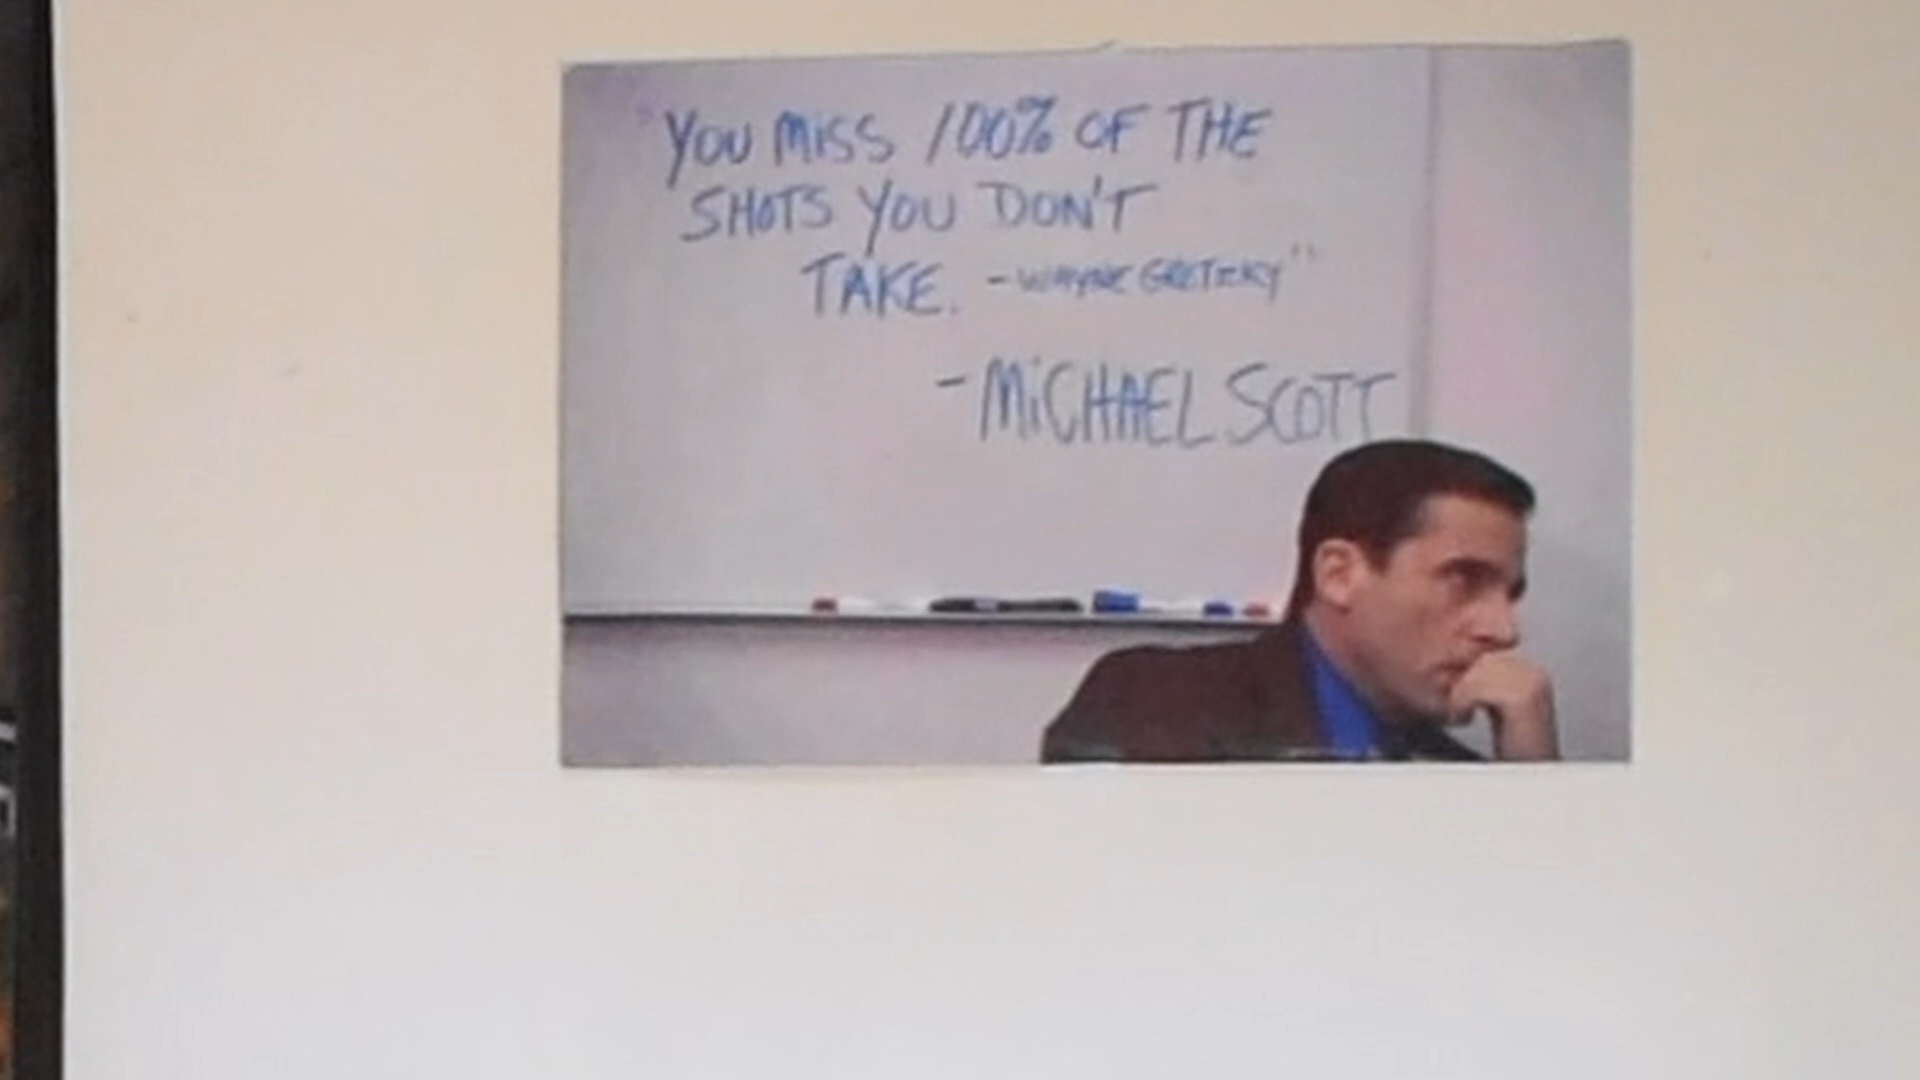 "YOU MiSS 100% OF THE
SHOTS YOU DON'T
TAKE. - WAYNE GRETZKY"
- MiCHAEL SCOTT